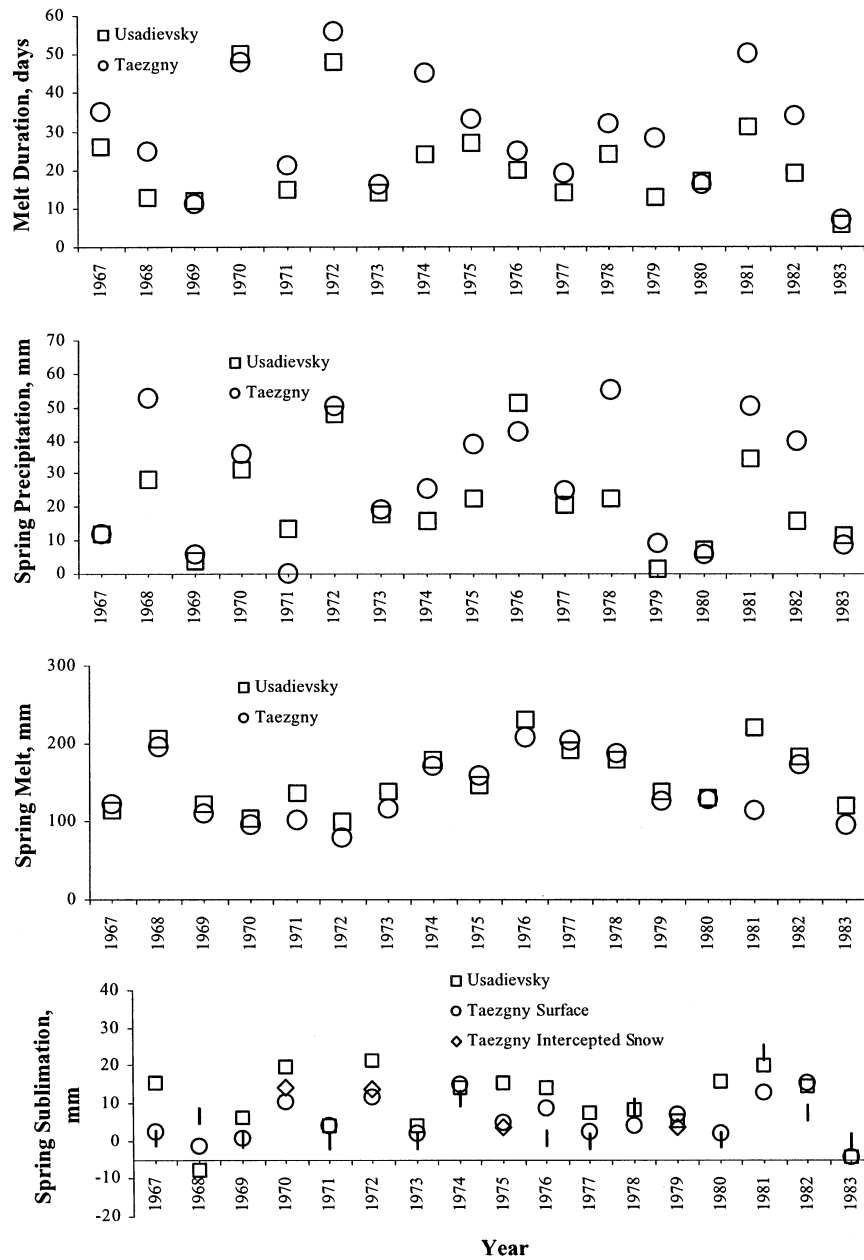 Melt Duration, days
60
50
40
30
20
10
0
Usadievsky
Taezgny
1967 1968 1969 1970 1971 1972 1973 1974 1975 1976 1977 1978 1979 1980 1981 1982 1983
Spring Precipitation, mm
70
60
50
40
30
20
10
0
Usadievsky
Taezgny
1967 1968 1969 1970 1971 1972 1973 1974 1975 1976 1977 1978 1979 1980 1981 1982 1983
Spring Melt, mm
300
200
100
0
Usadievsky
Taezgny
1967 1968 1969 1970 1971 1972 1973 1974 1975 1976 1977 1978 1979 1980 1981 1982 1983
Spring Sublimation,
mm
40
30
20
10
0
-10
-20
Usadievsky
Taezgny Surface
Taezgny Intercepted Snow
1967 1968 1969 1970 1971 1972 1973 1974 1975 1976 1977 1978 1979 1980 1981 1982 1983
Year